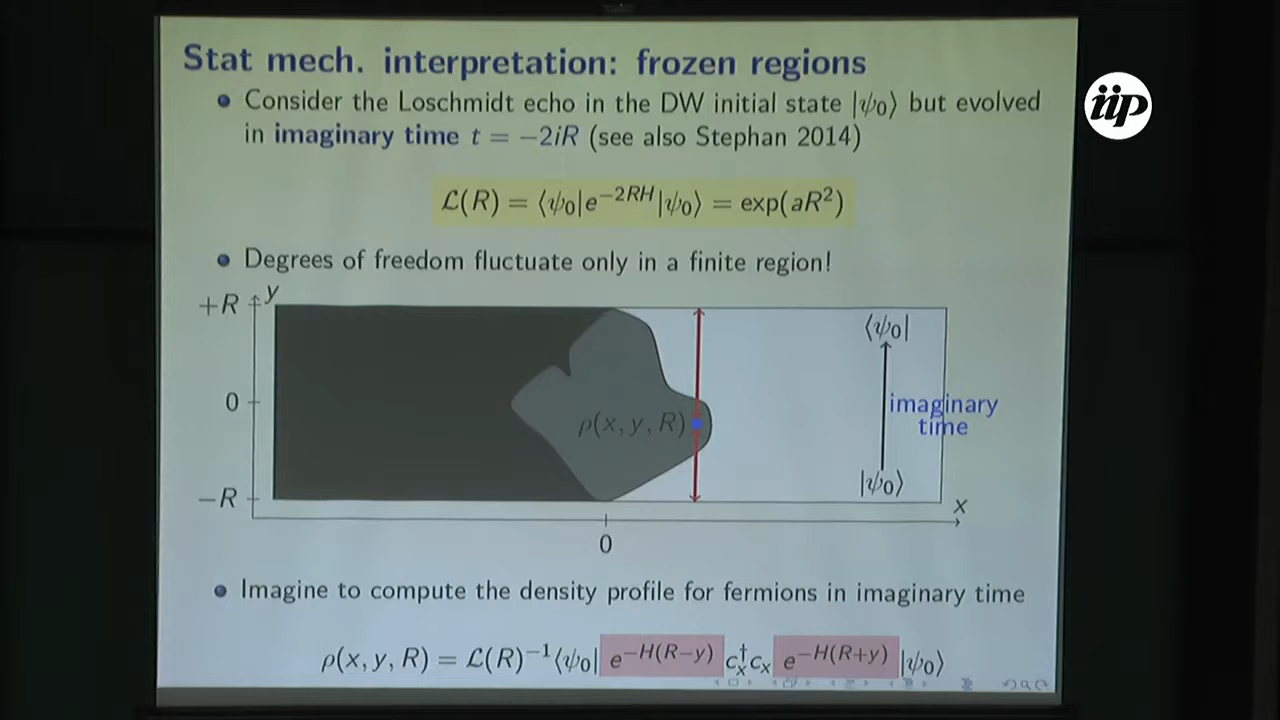 Stat mech. interpretation: frozen regions
Consider the Loschmidt echo in the DW initial state |ψ₀⟩ but evolved
in imaginary time t = −2iR (see also Stephan 2014)
ℒ(R) = ⟨ψ₀|e^{−2RH}|ψ₀⟩ = exp(aR²)
Degrees of freedom fluctuate only in a finite region!
+R
y
⟨ψ₀|
0
ρ(x, y, R)
imaginary
time
|ψ₀⟩
−R
x
0
Imagine to compute the density profile for fermions in imaginary time
ρ(x, y, R) = ℒ(R)⁻¹⟨ψ₀| e^{−H(R−y)} c†ₓcₓ e^{−H(R+y)} |ψ₀⟩
iip